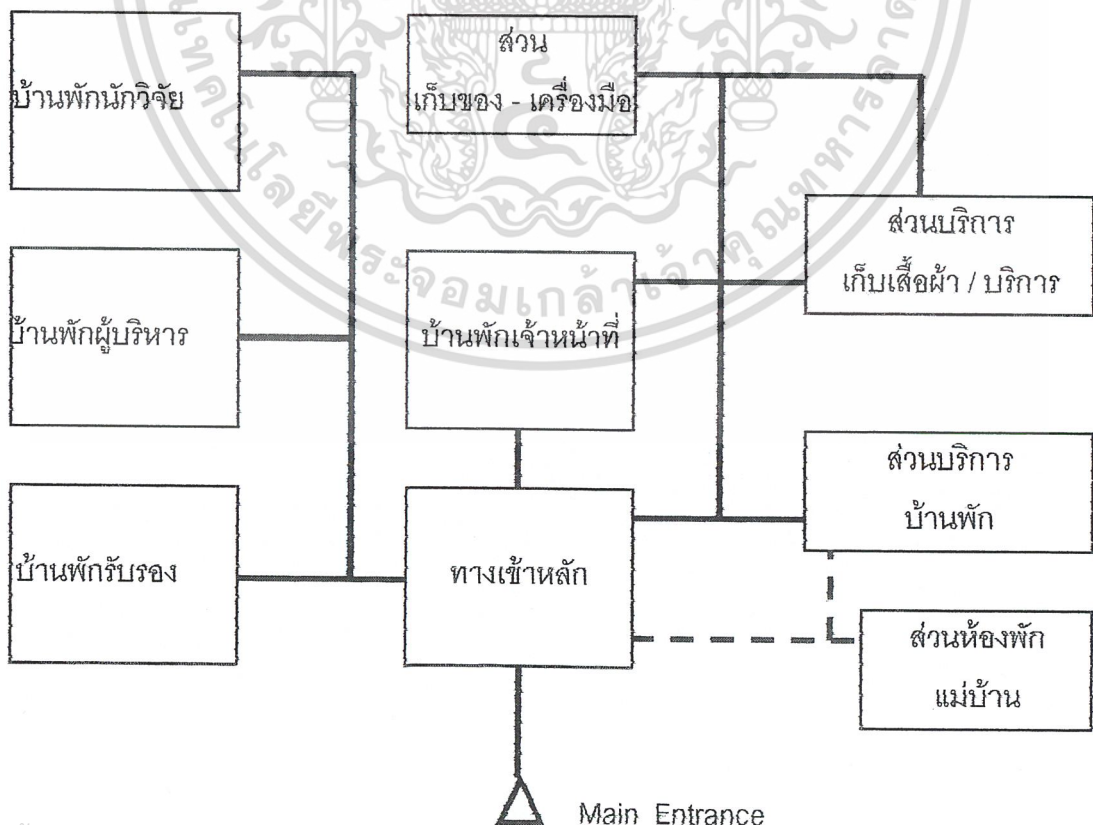 บ้านพักนักวิจัย
ส่วน
เก็บของ - เครื่องมือ
ส่วนบริการ
เก็บเสื้อผ้า / บริการ
บ้านพักผู้บริหาร
บ้านพักเจ้าหน้าที่
ส่วนบริการ
บ้านพัก
บ้านพักรับรอง
ทางเข้าหลัก
ส่วนห้องพัก
แม่บ้าน
Main Entrance